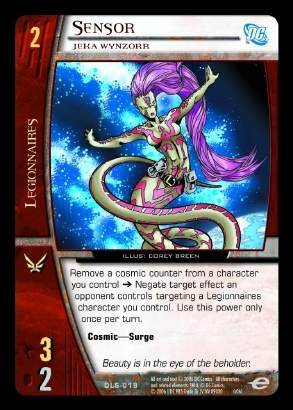 2
SENSOR
JEKA WYNZORR
DC
LEGIONNAIRES
ILLUS: COREY BREEN
Remove a cosmic counter from a character
you control ➔ Negate target effect an
opponent controls targeting a Legionnaires
character you control. Use this power only
once per turn.
Cosmic—Surge
Beauty is in the eye of the beholder.
3
2
DLS-019